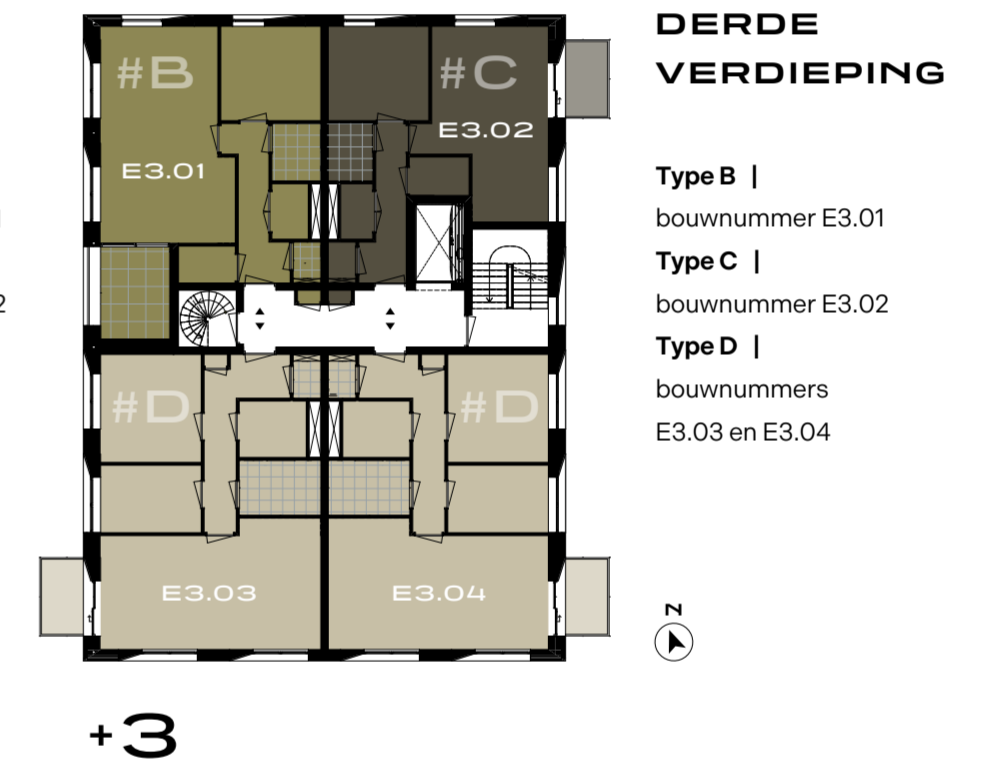 DERDE
VERDIEPING
#B
#C
E3.02
E3.01
Type B |
bouwnummer E3.01
Type C |
bouwnummer E3.02
Type D |
bouwnummers
E3.03 en E3.04
#D
#D
E3.03
E3.04
N
+3
2